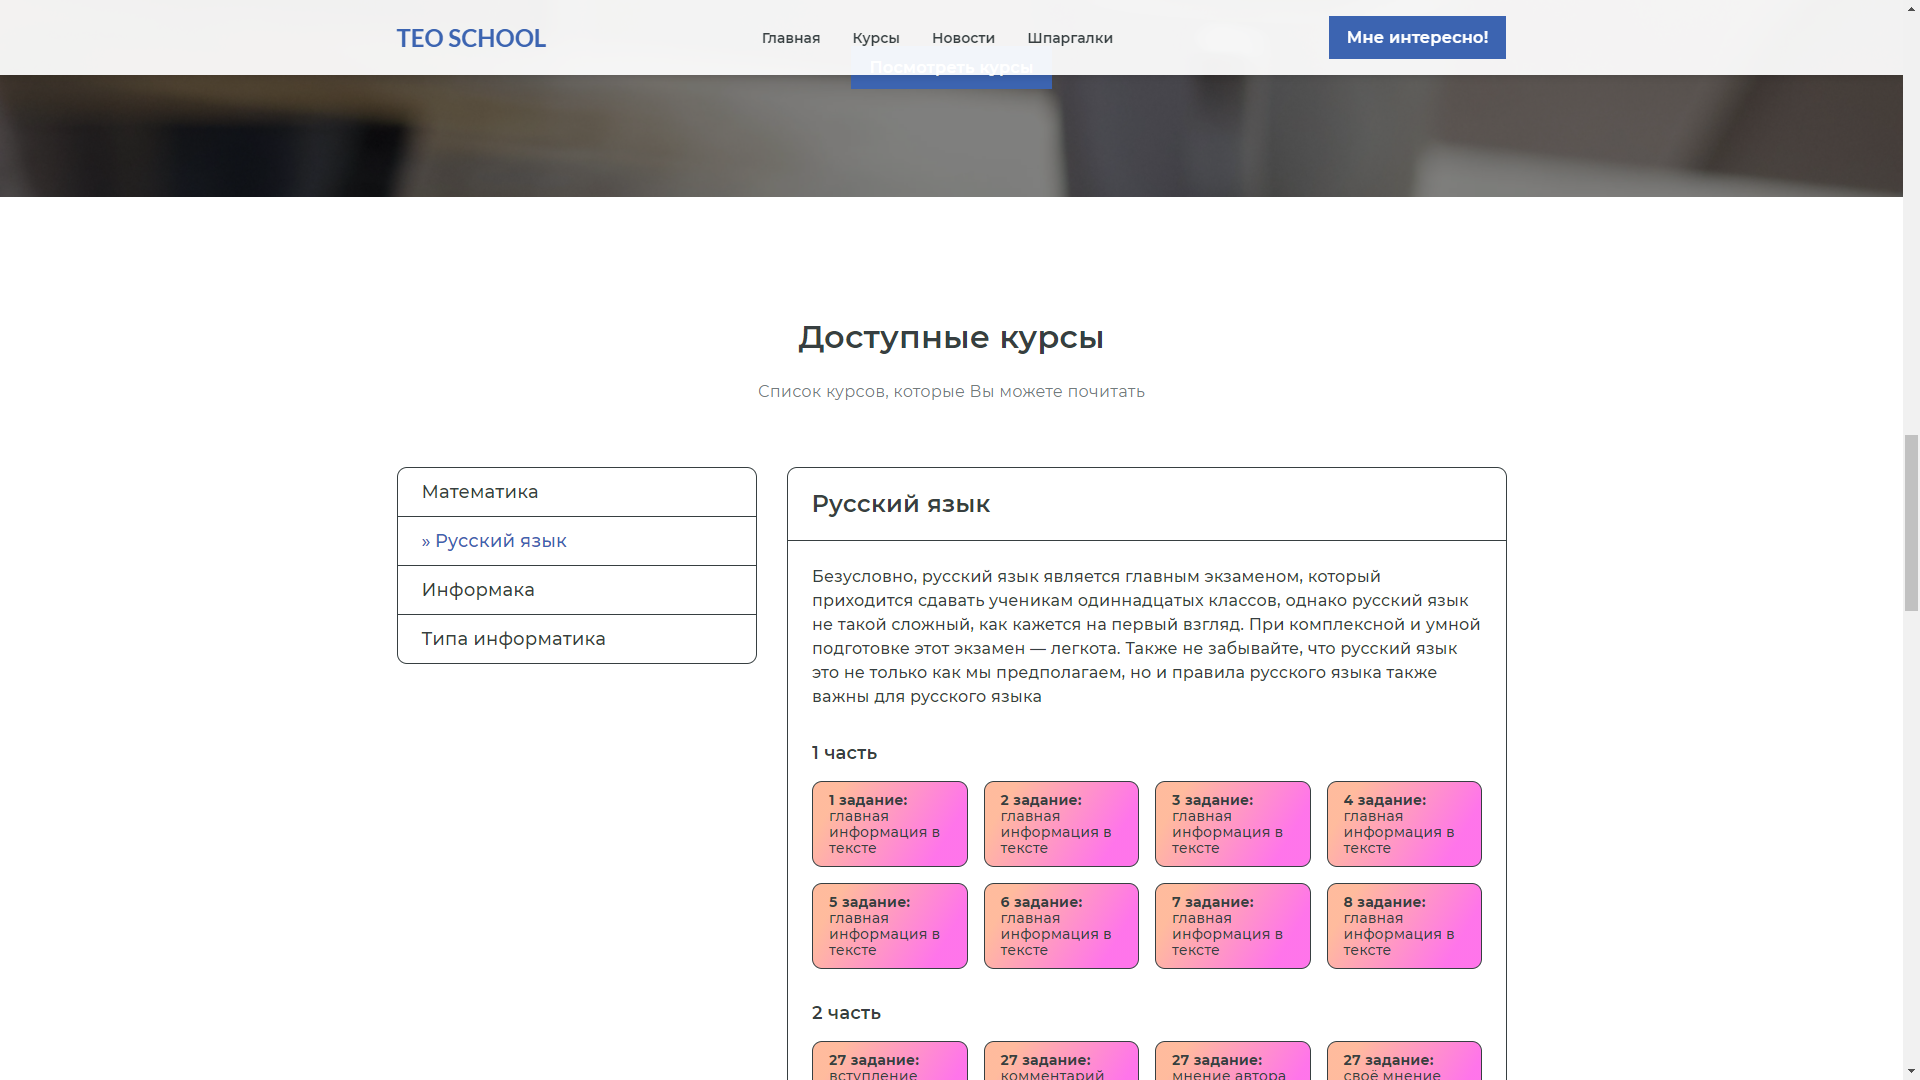 TEO SCHOOL
Главная
Курсы
Новости
Шпаргалки
Мне интересно!
Посмотреть курсы
Доступные курсы
Список курсов, которые Вы можете почитать
Математика
» Русский язык
Информака
Типа информатика
Русский язык
Безусловно, русский язык является главным экзаменом, который
приходится сдавать ученикам одиннадцатых классов, однако русский язык
не такой сложный, как кажется на первый взгляд. При комплексной и умной
подготовке этот экзамен — легкота. Также не забывайте, что русский язык
это не только как мы предполагаем, но и правила русского языка также
важны для русского языка
1 часть
1 задание:
главная
информация в
тексте
2 задание:
главная
информация в
тексте
3 задание:
главная
информация в
тексте
4 задание:
главная
информация в
тексте
5 задание:
главная
информация в
тексте
6 задание:
главная
информация в
тексте
7 задание:
главная
информация в
тексте
8 задание:
главная
информация в
тексте
2 часть
27 задание:
вступление
27 задание:
комментарий
27 задание:
мнение автора
27 задание:
своё мнение